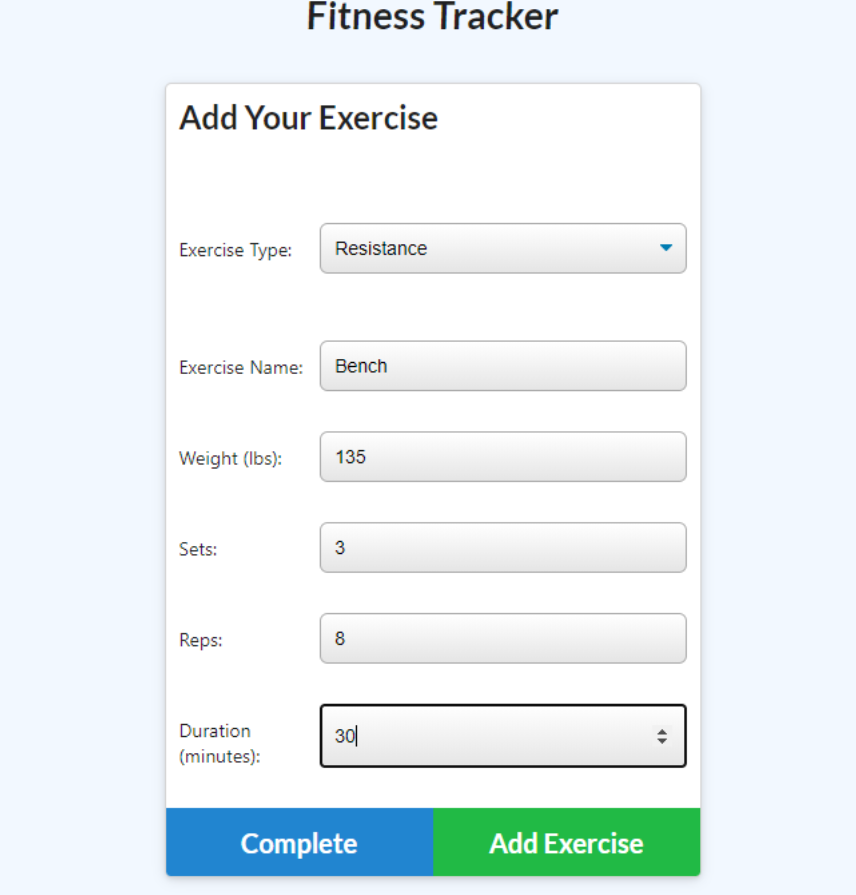 Fitness Tracker
Add Your Exercise
Exercise Type: Resistance
Exercise Name: Bench
Weight (lbs): 135
Sets: 3
Reps: 8
Duration
(minutes): 30
Complete Add Exercise